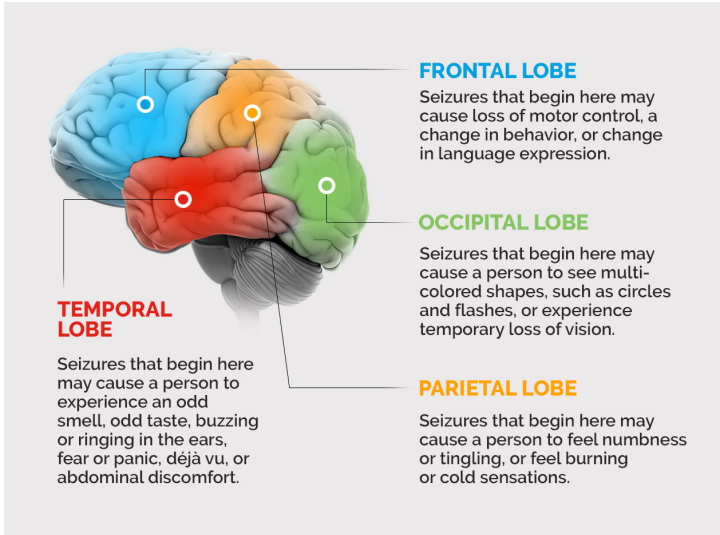 FRONTAL LOBE
Seizures that begin here may
cause loss of motor control, a
change in behavior, or change
in language expression.
OCCIPITAL LOBE
Seizures that begin here may
cause a person to see multi-
colored shapes, such as circles
and flashes, or experience
temporary loss of vision.
TEMPORAL
LOBE
Seizures that begin here
may cause a person to
experience an odd
smell, odd taste, buzzing
or ringing in the ears,
fear or panic, déjà vu, or
abdominal discomfort.
PARIETAL LOBE
Seizures that begin here may
cause a person to feel numbness
or tingling, or feel burning
or cold sensations.